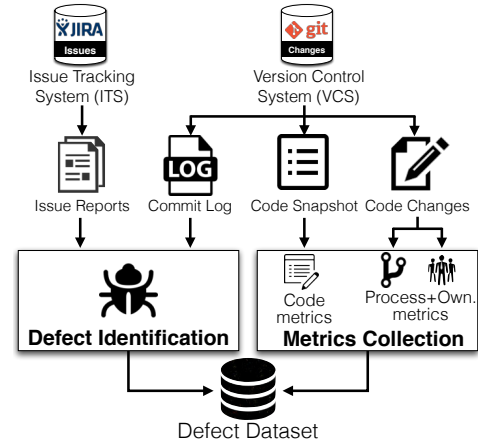 JIRA
Issues
git
Changes
Issue Tracking
System (ITS)
Version Control
System (VCS)
LOG
Issue Reports
Commit Log
Code Snapshot
Code Changes
Code
metrics
Process+Own.
metrics
Defect Identification
Metrics Collection
Defect Dataset